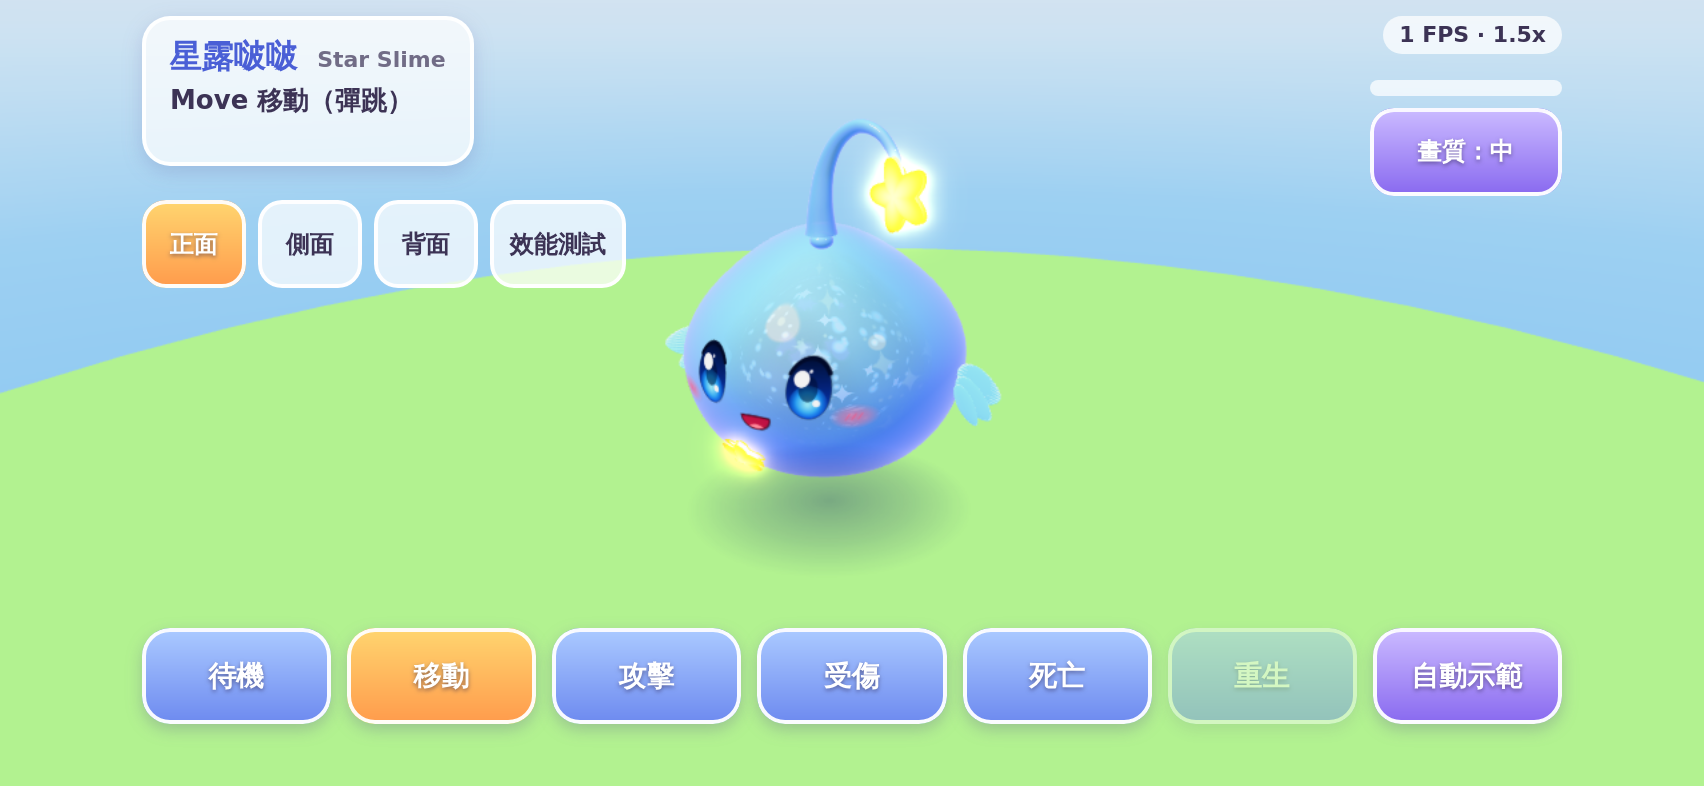 星露啵啵 Star Slime
Move 移動（彈跳）
1 FPS · 1.5x
畫質：中
正面 側面 背面 效能測試
待機 移動 攻擊 受傷 死亡 重生 自動示範